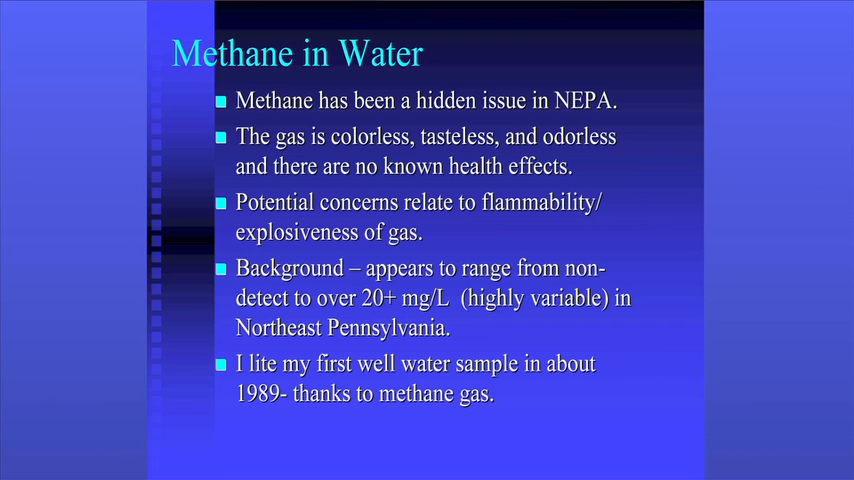 Methane in Water
Methane has been a hidden issue in NEPA.
The gas is colorless, tasteless, and odorless
and there are no known health effects.
Potential concerns relate to flammability/
explosiveness of gas.
Background – appears to range from non-
detect to over 20+ mg/L (highly variable) in
Northeast Pennsylvania.
I lite my first well water sample in about
1989- thanks to methane gas.